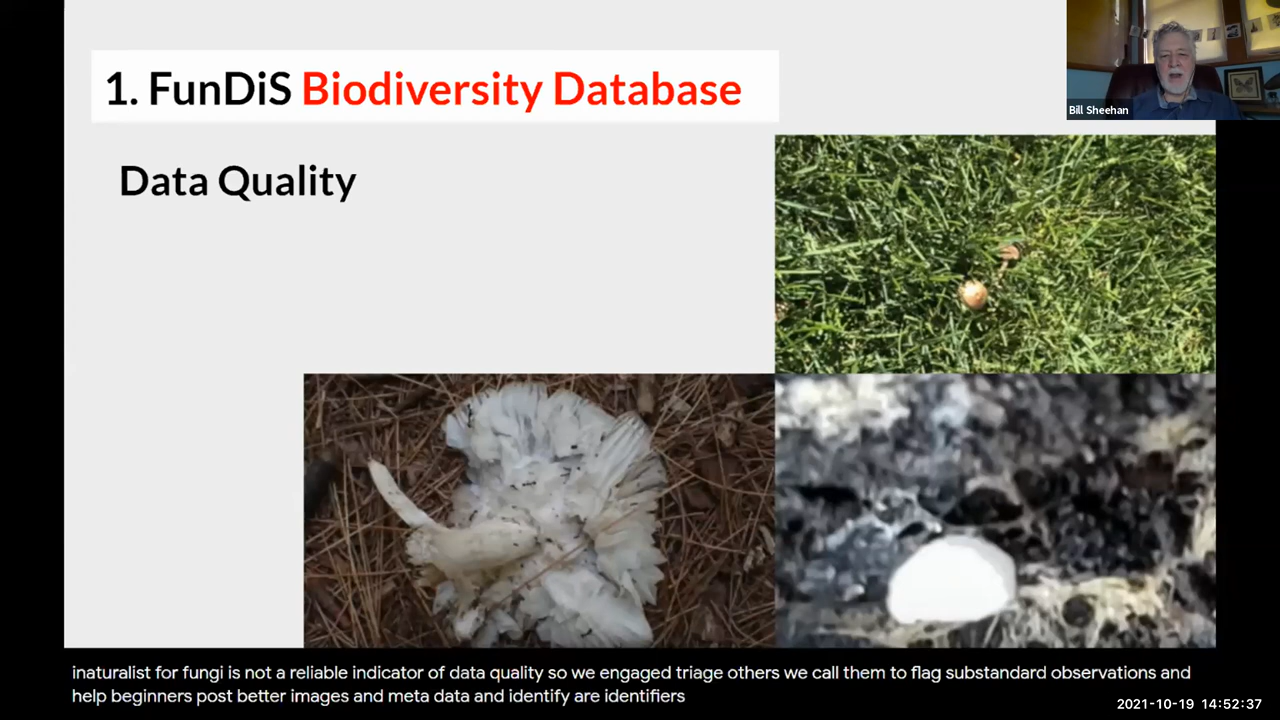 1. FunDiS Biodiversity Database
Bill Sheehan
Data Quality
inaturalist for fungi is not a reliable indicator of data quality so we engaged triage others we call them to flag substandard observations and
help beginners post better images and meta data and identify are identifiers
2021-10-19 14:52:37